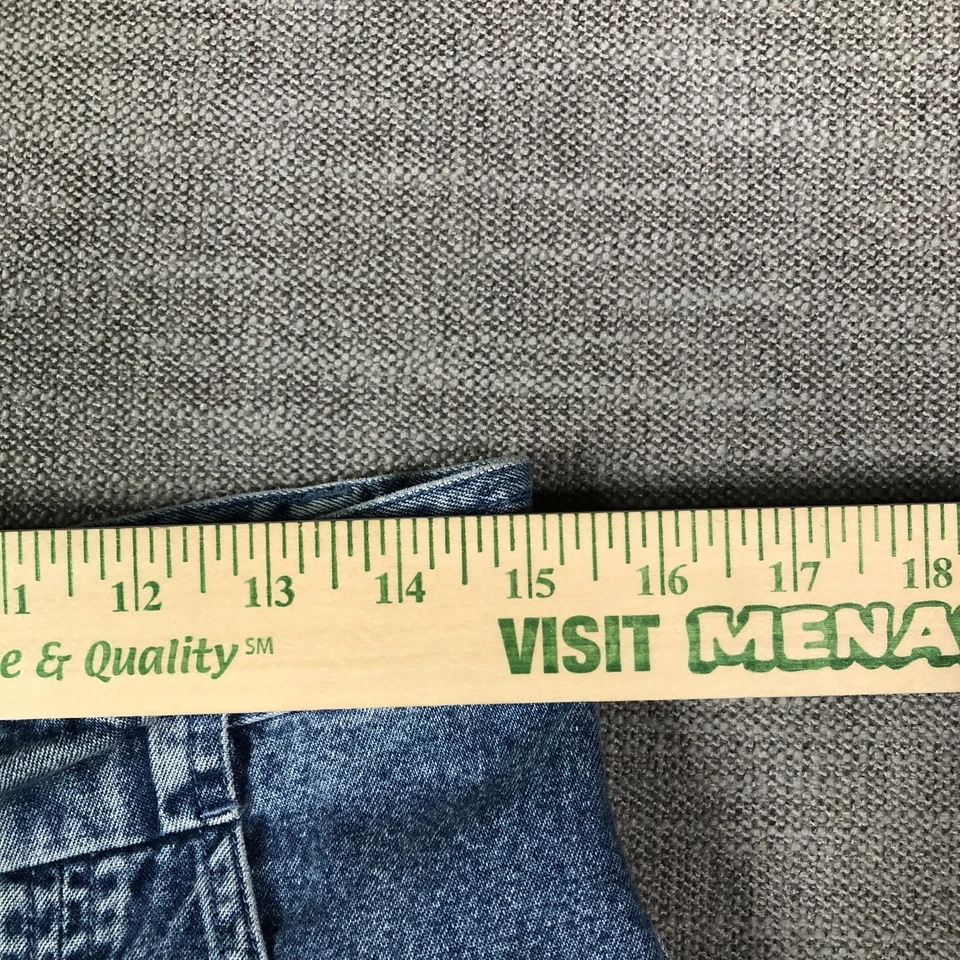 11 12 13 14 15 16 17 18
e & Quality SM VISIT MENA